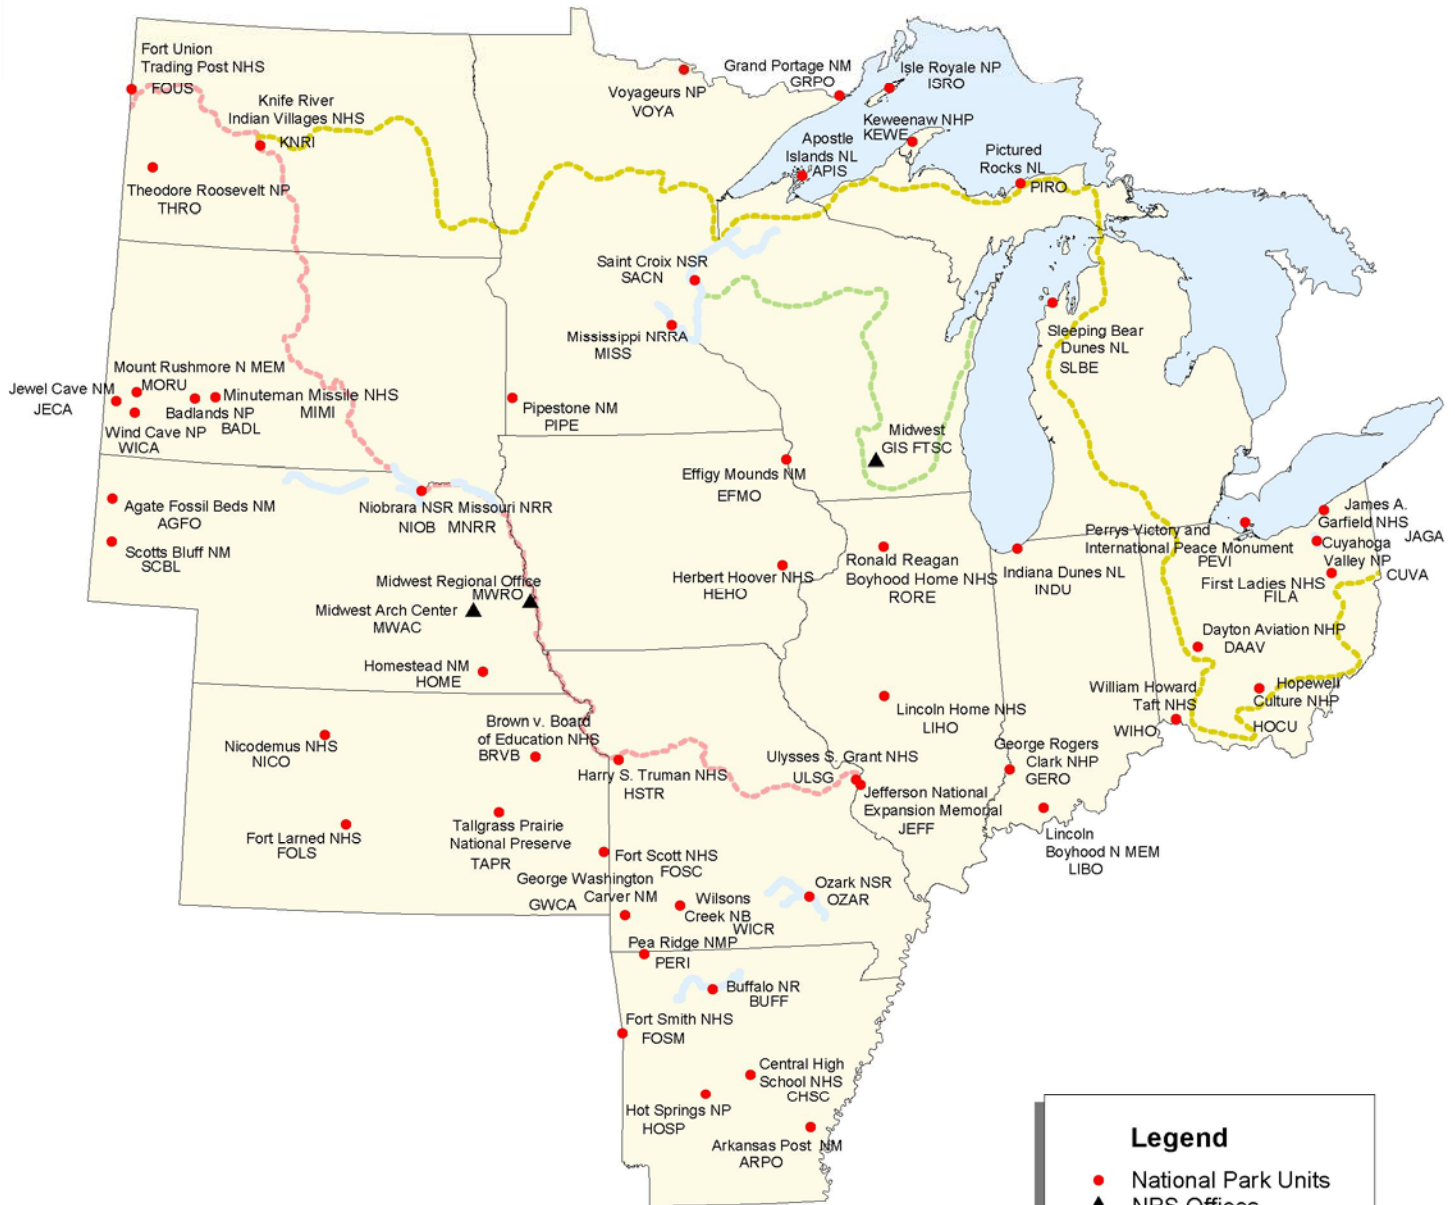 Fort Union
Trading Post NHS
FOUS
Knife River
Indian Villages NHS
KNRI
Theodore Roosevelt NP
THRO
Voyageurs NP
VOYA
Grand Portage NM
GRPO
Isle Royale NP
ISRO
Keweenaw NHP
KEWE
Apostle
Islands NL
APIS
Pictured
Rocks NL
PIRO
Saint Croix NSR
SACN
Mississippi NRRA
MISS
Sleeping Bear
Dunes NL
SLBE
Mount Rushmore N MEM
MORU
Jewel Cave NM
JECA
Minuteman Missile NHS
MIMI
Badlands NP
BADL
Wind Cave NP
WICA
Pipestone NM
PIPE
Midwest
GIS FTSC
Effigy Mounds NM
EFMO
Agate Fossil Beds NM
AGFO
Scotts Bluff NM
SCBL
Niobrara NSR Missouri NRR
NIOB MNRR
James A.
Garfield NHS
JAGA
Perrys Victory and
International Peace Monument
PEVI
Cuyahoga
Valley NP
CUVA
First Ladies NHS
FILA
Ronald Reagan
Boyhood Home NHS
RORE
Indiana Dunes NL
INDU
Herbert Hoover NHS
HEHO
Midwest Regional Office
MWRO
Midwest Arch Center
MWAC
Dayton Aviation NHP
DAAV
Homestead NM
HOME
William Howard
Taft NHS
WIHO
Hopewell
Culture NHP
HOCU
Lincoln Home NHS
LIHO
Nicodemus NHS
NICO
Brown v. Board
of Education NHS
BRVB
Harry S. Truman NHS
HSTR
Ulysses S. Grant NHS
ULSG
Jefferson National
Expansion Memorial
JEFF
George Rogers
Clark NHP
GERO
Lincoln
Boyhood N MEM
LIBO
Fort Larned NHS
FOLS
Tallgrass Prairie
National Preserve
TAPR
Fort Scott NHS
FOSC
George Washington
Carver NM
GWCA
Wilsons
Creek NB
WICR
Ozark NSR
OZAR
Pea Ridge NMP
PERI
Buffalo NR
BUFF
Fort Smith NHS
FOSM
Central High
School NHS
CHSC
Hot Springs NP
HOSP
Arkansas Post NM
ARPO
Legend
National Park Units
NPS Offices